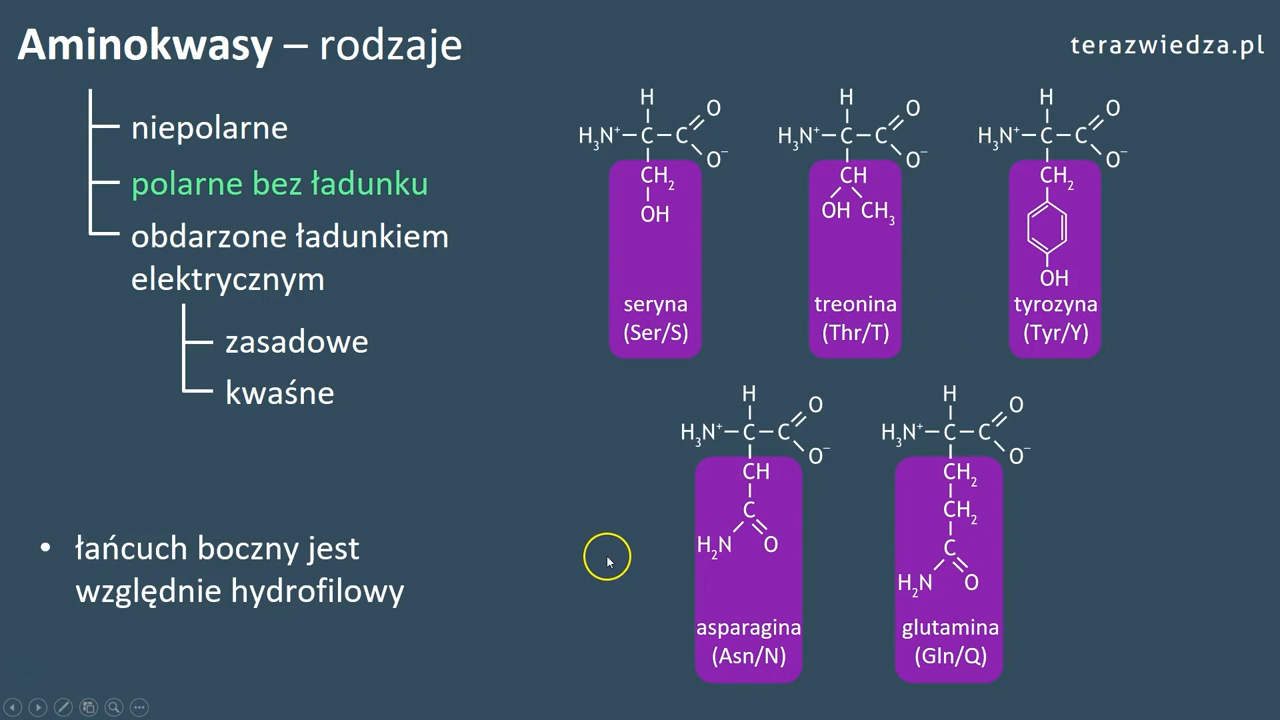 Aminokwasy – rodzaje
terazwiedza.pl
niepolarne
polarne bez ładunku
obdarzone ładunkiem
elektrycznym
zasadowe
kwaśne
• łańcuch boczny jest
względnie hydrofilowy
H
O
H₃N⁺ – C – C
O⁻
CH₂
OH
seryna
(Ser/S)
H
O
H₃N⁺ – C – C
O⁻
CH
OH CH₃
treonina
(Thr/T)
H
O
H₃N⁺ – C – C
O⁻
CH₂
OH
tyrozyna
(Tyr/Y)
H
O
H₃N⁺ – C – C
O⁻
CH
C
H₂N O
asparagina
(Asn/N)
H
O
H₃N⁺ – C – C
O⁻
CH₂
CH₂
C
H₂N O
glutamina
(Gln/Q)